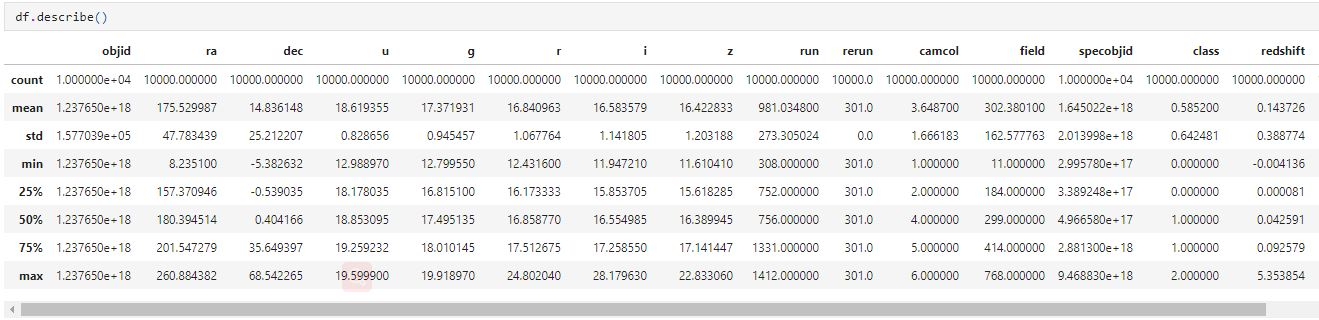 df.describe()
objid ra dec u g r i z run rerun camcol field specobjid class redshift
count 1.000000e+04 10000.000000 10000.000000 10000.000000 10000.000000 10000.000000 10000.000000 10000.000000 10000.000000 10000.0 10000.000000 10000.000000 1.000000e+04 10000.000000 10000.000000
mean 1.237650e+18 175.529987 14.836148 18.619355 17.371931 16.840963 16.583579 16.422833 981.034800 301.0 3.648700 302.380100 1.645022e+18 0.585200 0.143726
std 1.577039e+05 47.783439 25.212207 0.828656 0.945457 1.067764 1.141805 1.203188 273.305024 0.0 1.666183 162.577763 2.013998e+18 0.642481 0.388774
min 1.237650e+18 8.235100 -5.382632 12.988970 12.799550 12.431600 11.947210 11.610410 308.000000 301.0 1.000000 11.000000 2.995780e+17 0.000000 -0.004136
25% 1.237650e+18 157.370946 -0.539035 18.178035 16.815100 16.173333 15.853705 15.618285 752.000000 301.0 2.000000 184.000000 3.389248e+17 0.000000 0.000081
50% 1.237650e+18 180.394514 0.404166 18.853095 17.495135 16.858770 16.554985 16.389945 756.000000 301.0 4.000000 299.000000 4.966580e+17 1.000000 0.042591
75% 1.237650e+18 201.547279 35.649397 19.259232 18.010145 17.512675 17.258550 17.141447 1331.000000 301.0 5.000000 414.000000 2.881300e+18 1.000000 0.092579
max 1.237650e+18 260.884382 68.542265 19.599900 19.918970 24.802040 28.179630 22.833060 1412.000000 301.0 6.000000 768.000000 9.468830e+18 2.000000 5.353854